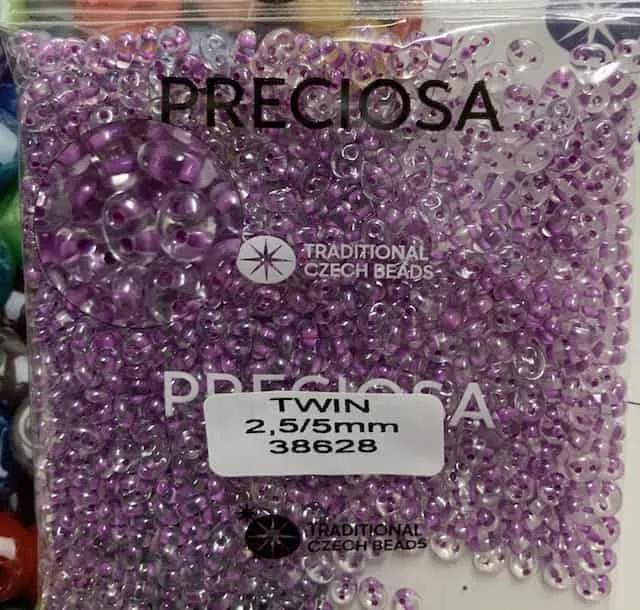 PRECIOSA
TRADITIONAL
CZECH BEADS
PRECIOSA
TWIN
2,5/5mm
38628
TRADITIONAL
CZECH BEADS